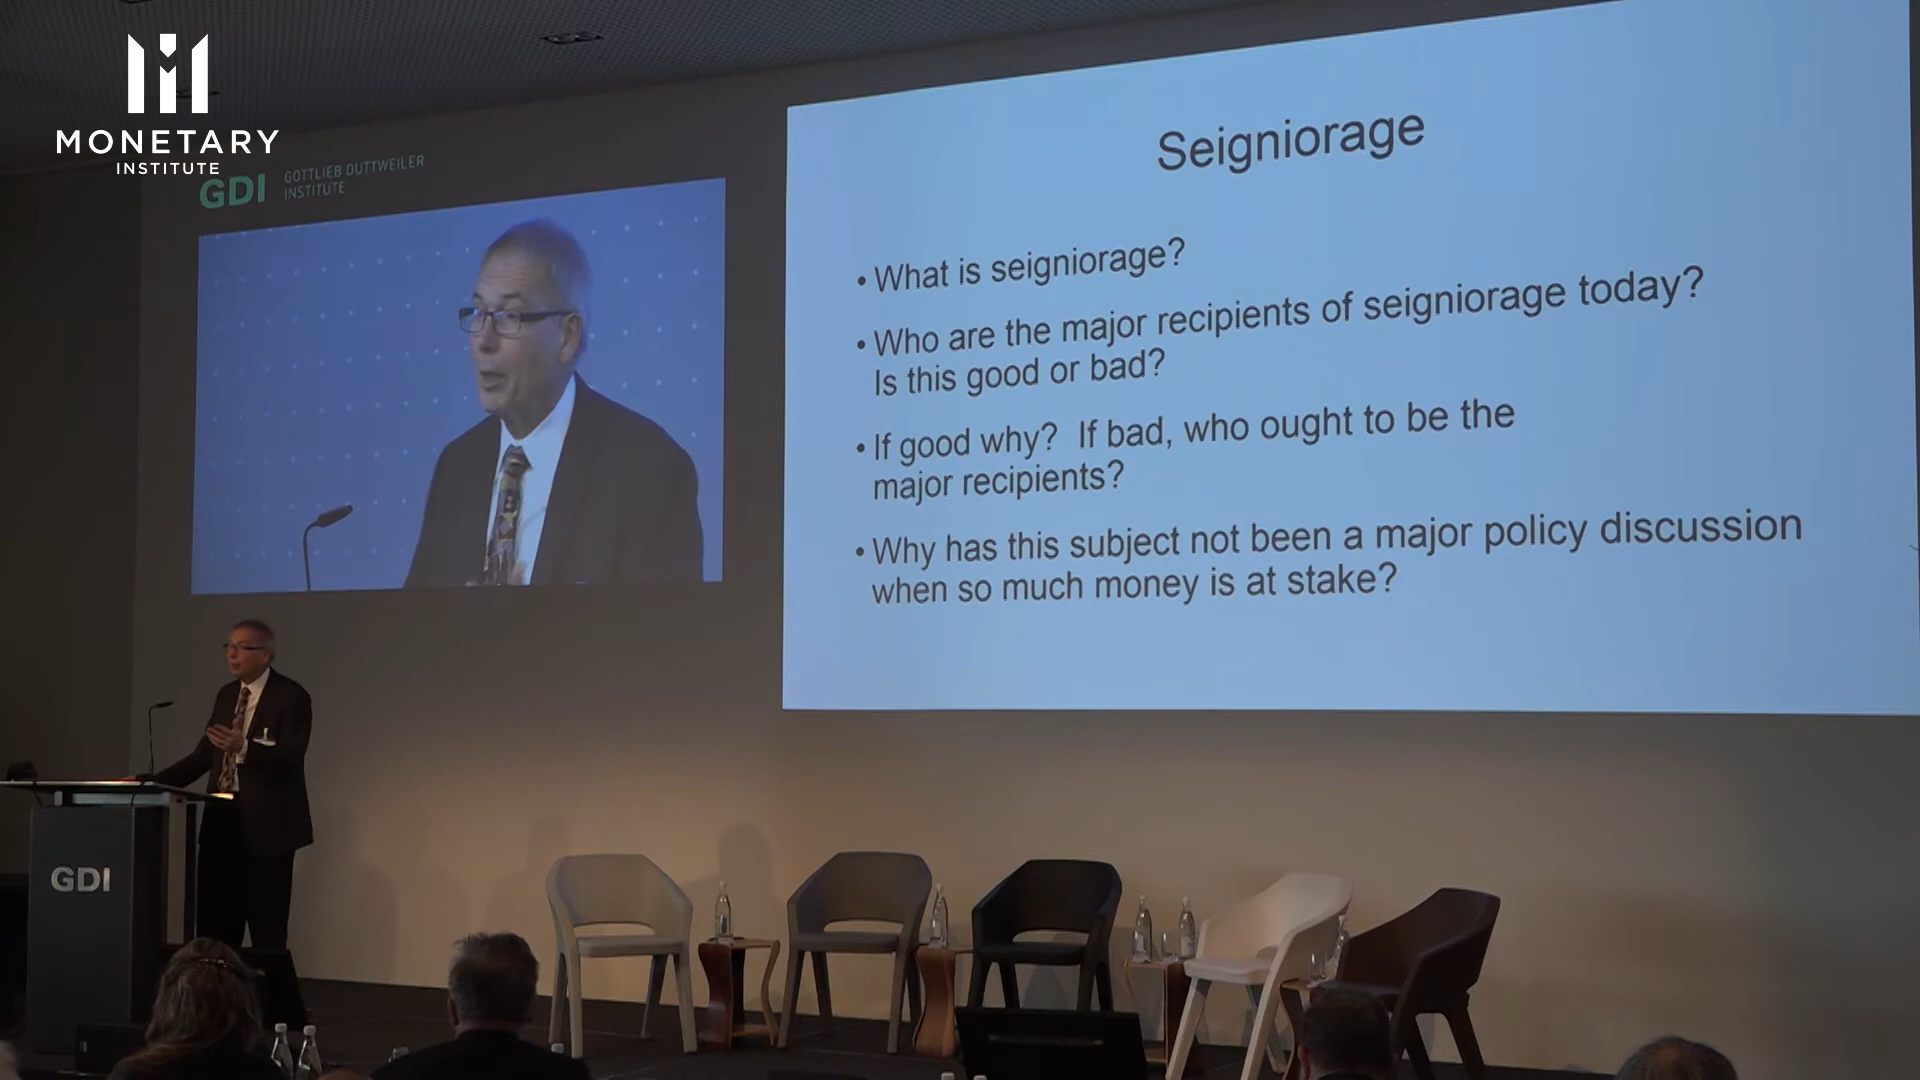 MONETARY
INSTITUTE
GDI
GOTTLIEB DUTTWEILER
INSTITUTE
Seigniorage
• What is seigniorage?
• Who are the major recipients of seigniorage today?
Is this good or bad?
• If good why?  If bad, who ought to be the
major recipients?
• Why has this subject not been a major policy discussion
when so much money is at stake?
GDI